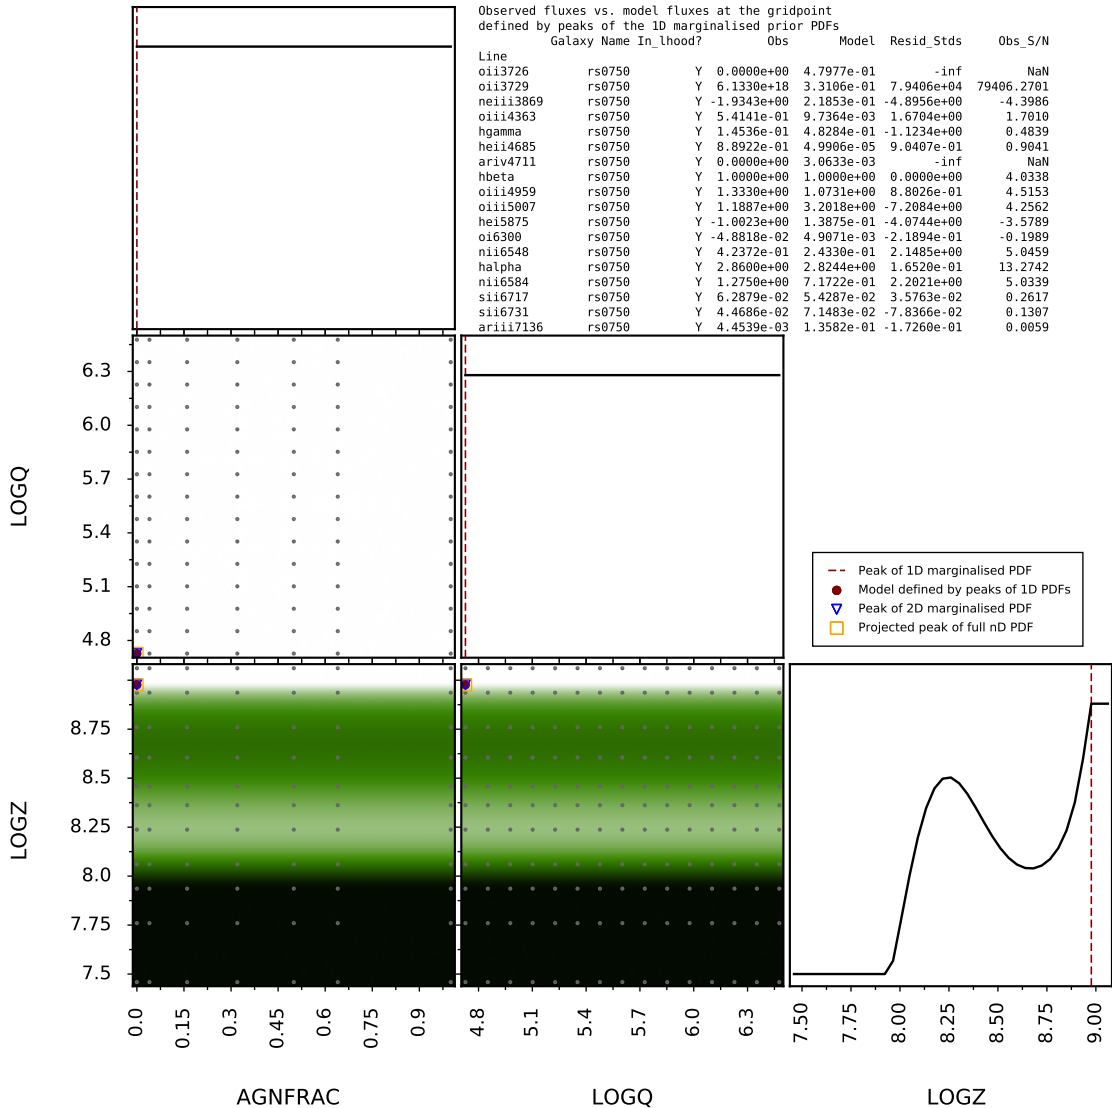 Observed fluxes vs. model fluxes at the gridpoint
defined by peaks of the 1D marginalised prior PDFs
Galaxy Name In_lhood? Obs Model Resid_Stds Obs_S/N
Line
oii3726 rs0750 Y 0.0000e+00 4.7977e-01 -inf NaN
oii3729 rs0750 Y 6.1330e+18 3.3106e-01 7.9406e+04 79406.2701
neiii3869 rs0750 Y -1.9343e+00 2.1853e-01 -4.8956e+00 -4.3986
oiii4363 rs0750 Y 5.4141e-01 9.7364e-03 1.6704e+00 1.7010
hgamma rs0750 Y 1.4536e-01 4.8284e-01 -1.1234e+00 0.4839
heii4685 rs0750 Y 8.8922e-01 4.9906e-05 9.0407e-01 0.9041
ariv4711 rs0750 Y 0.0000e+00 3.0633e-03 -inf NaN
hbeta rs0750 Y 1.0000e+00 1.0000e+00 0.0000e+00 4.0338
oiii4959 rs0750 Y 1.3330e+00 1.0731e+00 8.8026e-01 4.5153
oiii5007 rs0750 Y 1.1887e+00 3.2018e+00 -7.2084e+00 4.2562
hei5875 rs0750 Y -1.0023e+00 1.3875e-01 -4.0744e+00 -3.5789
oi6300 rs0750 Y -4.8818e-02 4.9071e-03 -2.1894e-01 -0.1989
nii6548 rs0750 Y 4.2372e-01 2.4330e-01 2.1485e+00 5.0459
halpha rs0750 Y 2.8600e+00 2.8244e+00 1.6520e-01 13.2742
nii6584 rs0750 Y 1.2750e+00 7.1722e-01 2.2021e+00 5.0339
sii6717 rs0750 Y 6.2879e-02 5.4287e-02 3.5763e-02 0.2617
sii6731 rs0750 Y 4.4686e-02 7.1483e-02 -7.8366e-02 0.1307
ariii7136 rs0750 Y 4.4539e-03 1.3582e-01 -1.7260e-01 0.0059
LOGQ
6.3
6.0
5.7
5.4
5.1
4.8
Peak of 1D marginalised PDF
Model defined by peaks of 1D PDFs
Peak of 2D marginalised PDF
Projected peak of full nD PDF
LOGZ
8.75
8.5
8.25
8.0
7.75
7.5
0.0 0.15 0.3 0.45 0.6 0.75 0.9
4.8 5.1 5.4 5.7 6.0 6.3
7.50 7.75 8.00 8.25 8.50 8.75 9.00
AGNFRAC LOGQ LOGZ